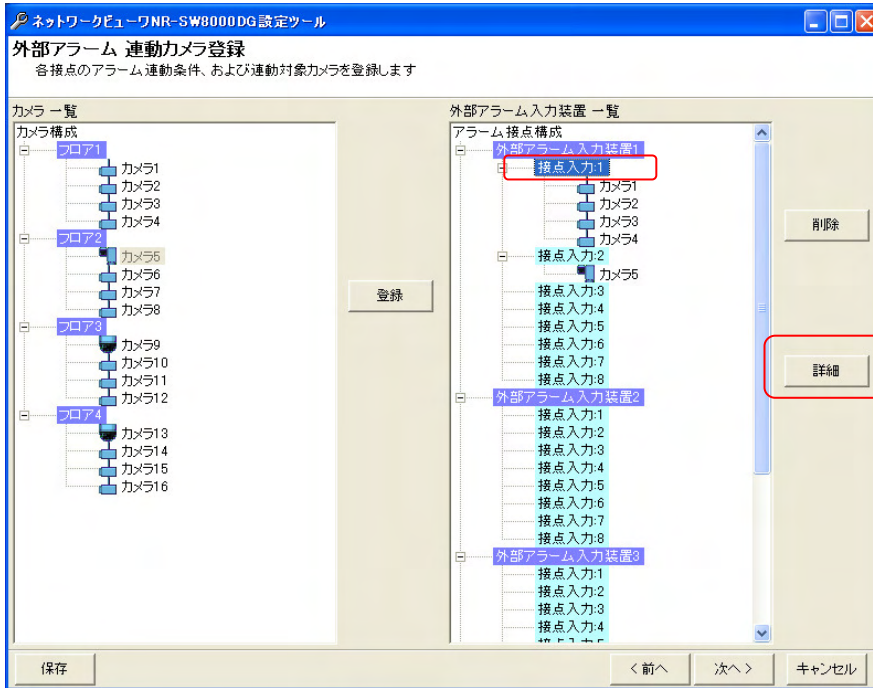 ネットワークビューワNR-SW8000DG設定ツール
外部アラーム 連動カメラ登録
各接点のアラーム連動条件、および連動対象カメラを登録します
カメラ 一覧
カメラ構成
フロア1
カメラ1
カメラ2
カメラ3
カメラ4
フロア2
カメラ5
カメラ6
カメラ7
カメラ8
フロア3
カメラ9
カメラ10
カメラ11
カメラ12
フロア4
カメラ13
カメラ14
カメラ15
カメラ16
登録
外部アラーム入力装置 一覧
アラーム接点構成
外部アラーム入力装置1
接点入力:1
カメラ1
カメラ2
カメラ3
カメラ4
接点入力:2
カメラ5
接点入力:3
接点入力:4
接点入力:5
接点入力:6
接点入力:7
接点入力:8
外部アラーム入力装置2
接点入力:1
接点入力:2
接点入力:3
接点入力:4
接点入力:5
接点入力:6
接点入力:7
接点入力:8
外部アラーム入力装置3
接点入力:1
接点入力:2
接点入力:3
接点入力:4
削除
詳細
保存
< 前へ
次へ >
キャンセル